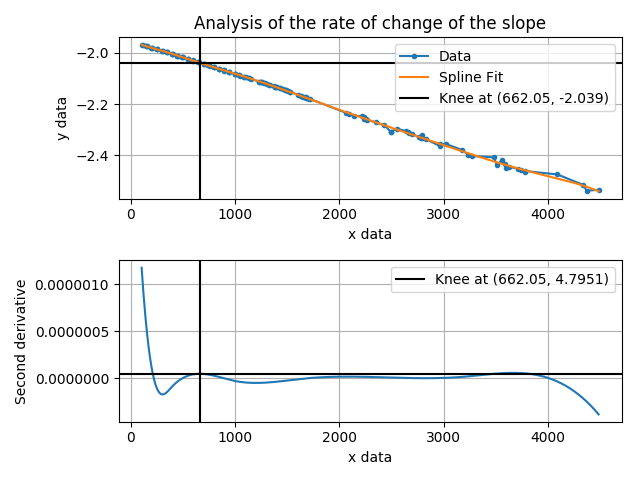 Analysis of the rate of change of the slope
y data
−2.0
−2.2
−2.4
Data
Spline Fit
Knee at (662.05, -2.039)
0
1000
2000
3000
4000
x data
Second derivative
0.0000010
0.0000005
0.0000000
Knee at (662.05, 4.7951)
0
1000
2000
3000
4000
x data